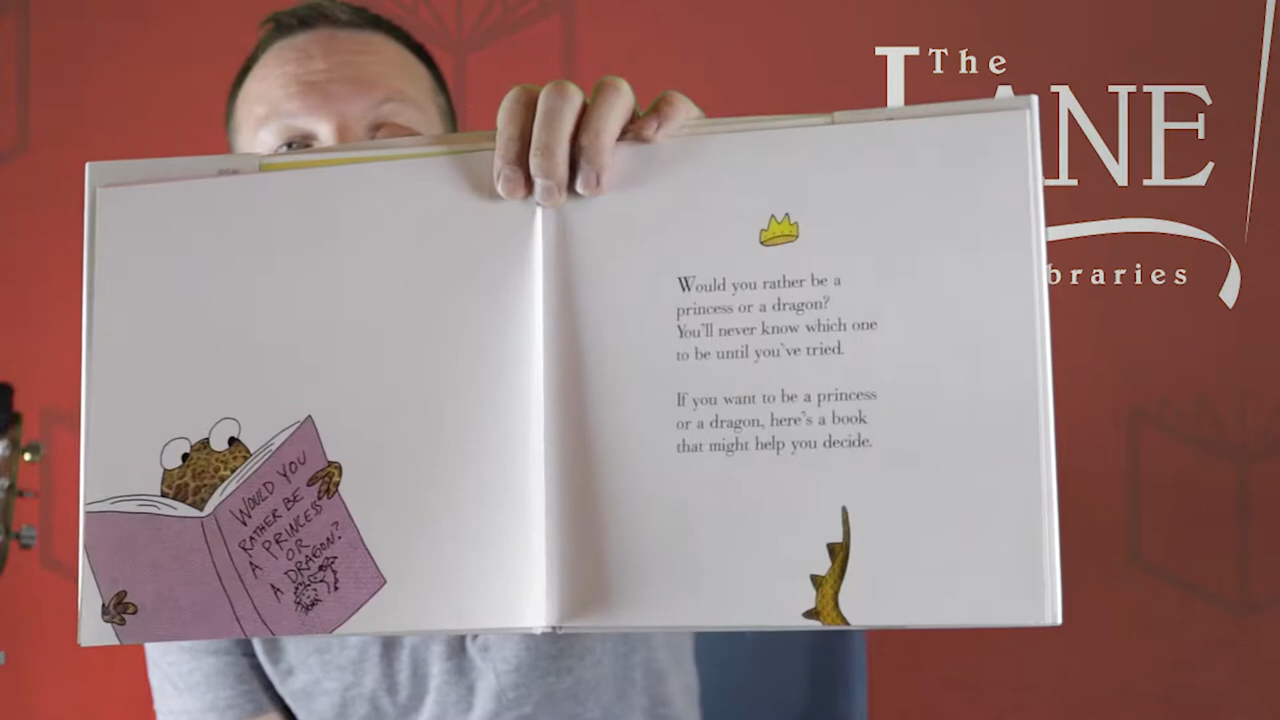 The
LANE
Libraries
WOULD YOU
RATHER BE
A PRINCESS
OR
A DRAGON?
Would you rather be a
princess or a dragon?
You'll never know which one
to be until you've tried.
If you want to be a princess
or a dragon, here's a book
that might help you decide.